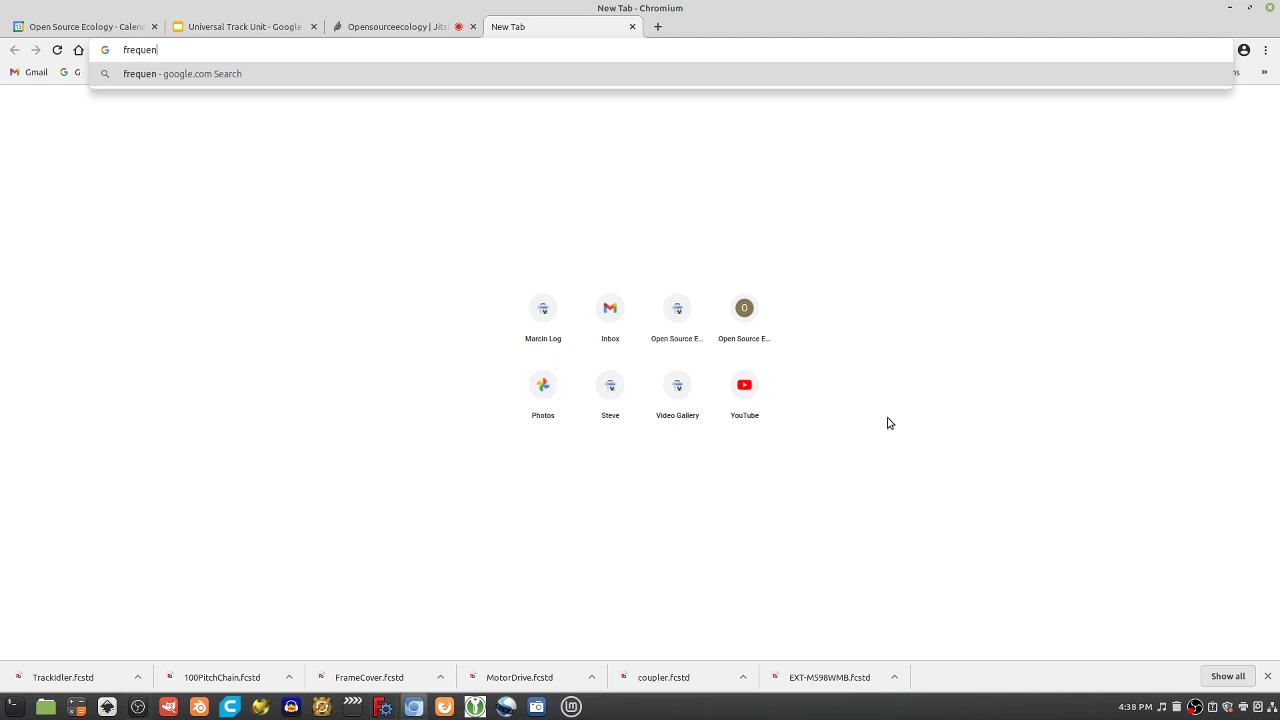 New Tab - Chromium
Open Source Ecology - Calend
Universal Track Unit - Google
Opensourceecology | Jitsi
New Tab
frequen
Gmail
G
frequen - google.com Search
ns
»
O
Marcin Log
Inbox
Open Source E...
Open Source E...
Photos
Steve
Video Gallery
YouTube
TrackIdler.fcstd
100PitchChain.fcstd
FrameCover.fcstd
MotorDrive.fcstd
coupler.fcstd
EXT-M598WMB.fcstd
Show all
4:38 PM